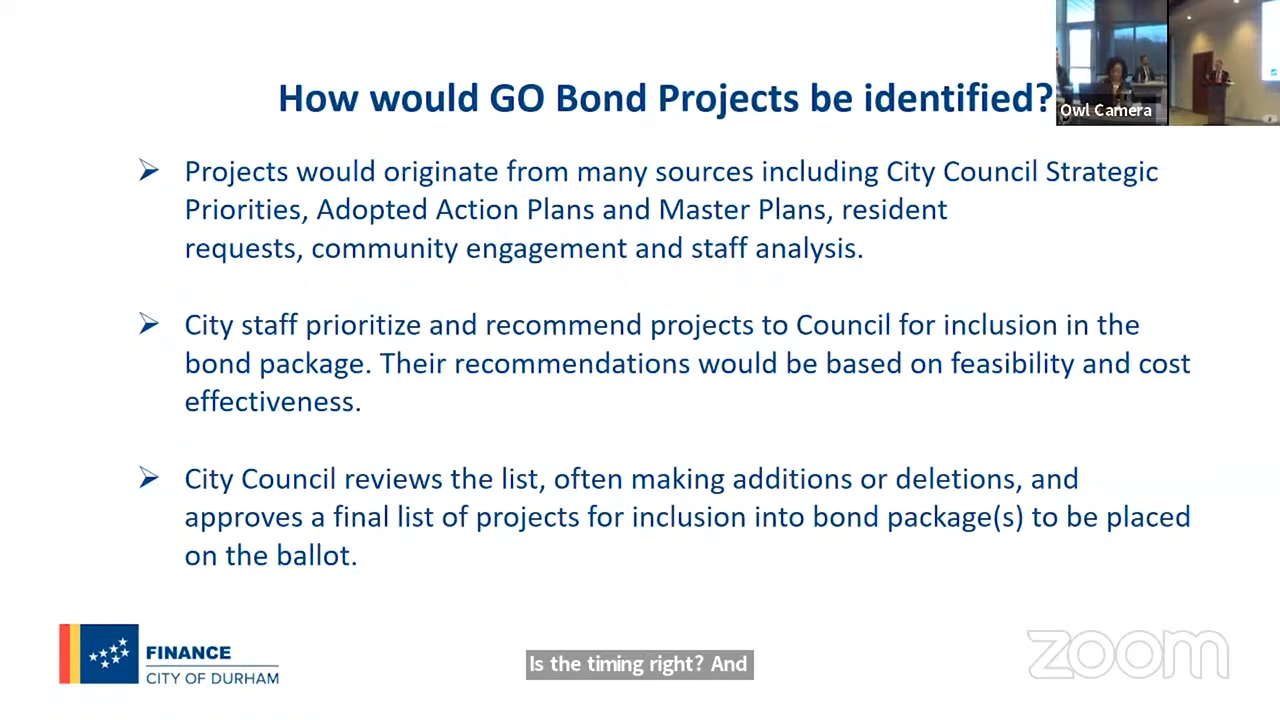 How would GO Bond Projects be identified?
Owl Camera
Projects would originate from many sources including City Council Strategic
Priorities, Adopted Action Plans and Master Plans, resident
requests, community engagement and staff analysis.
City staff prioritize and recommend projects to Council for inclusion in the
bond package. Their recommendations would be based on feasibility and cost
effectiveness.
City Council reviews the list, often making additions or deletions, and
approves a final list of projects for inclusion into bond package(s) to be placed
on the ballot.
FINANCE
CITY OF DURHAM
Is the timing right? And
zoom